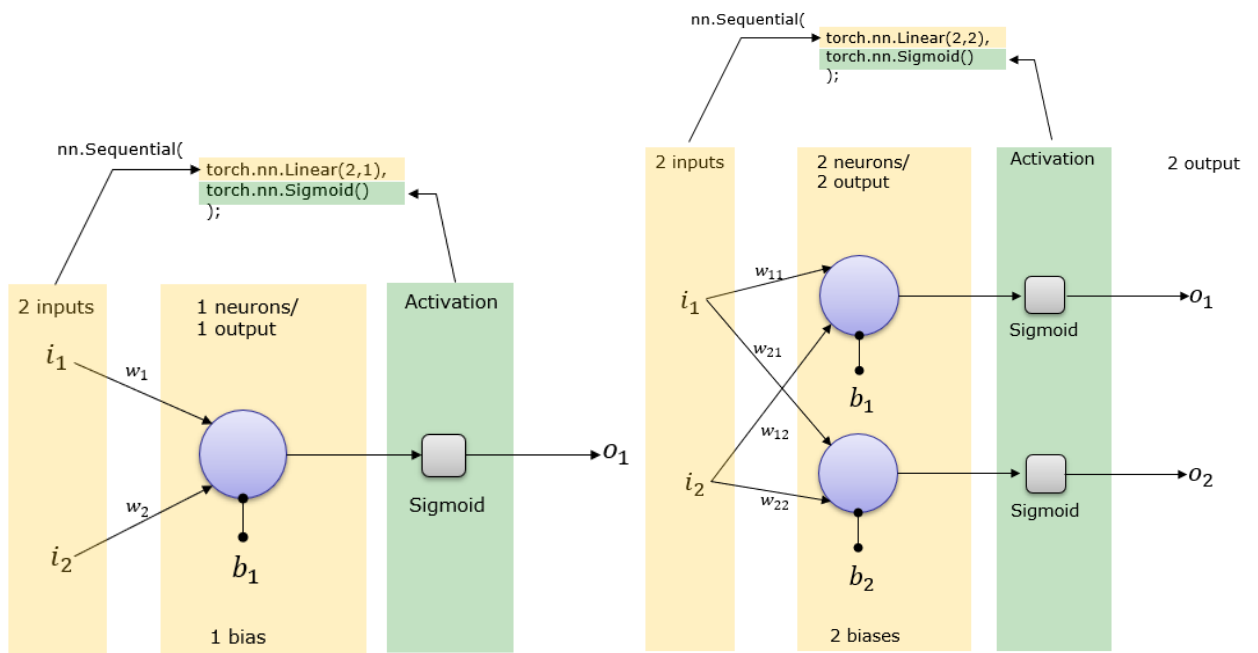 nn.Sequential(
torch.nn.Linear(2,1),
torch.nn.Sigmoid()
);
2 inputs
1 neurons/
1 output
Activation
i₁
w₁
w₂
i₂
b₁
Sigmoid
o₁
1 bias
nn.Sequential(
torch.nn.Linear(2,2),
torch.nn.Sigmoid()
);
2 inputs
2 neurons/
2 output
Activation
2 output
i₁
w₁₁
w₂₁
w₁₂
i₂
w₂₂
b₁
b₂
Sigmoid
o₁
Sigmoid
o₂
2 biases